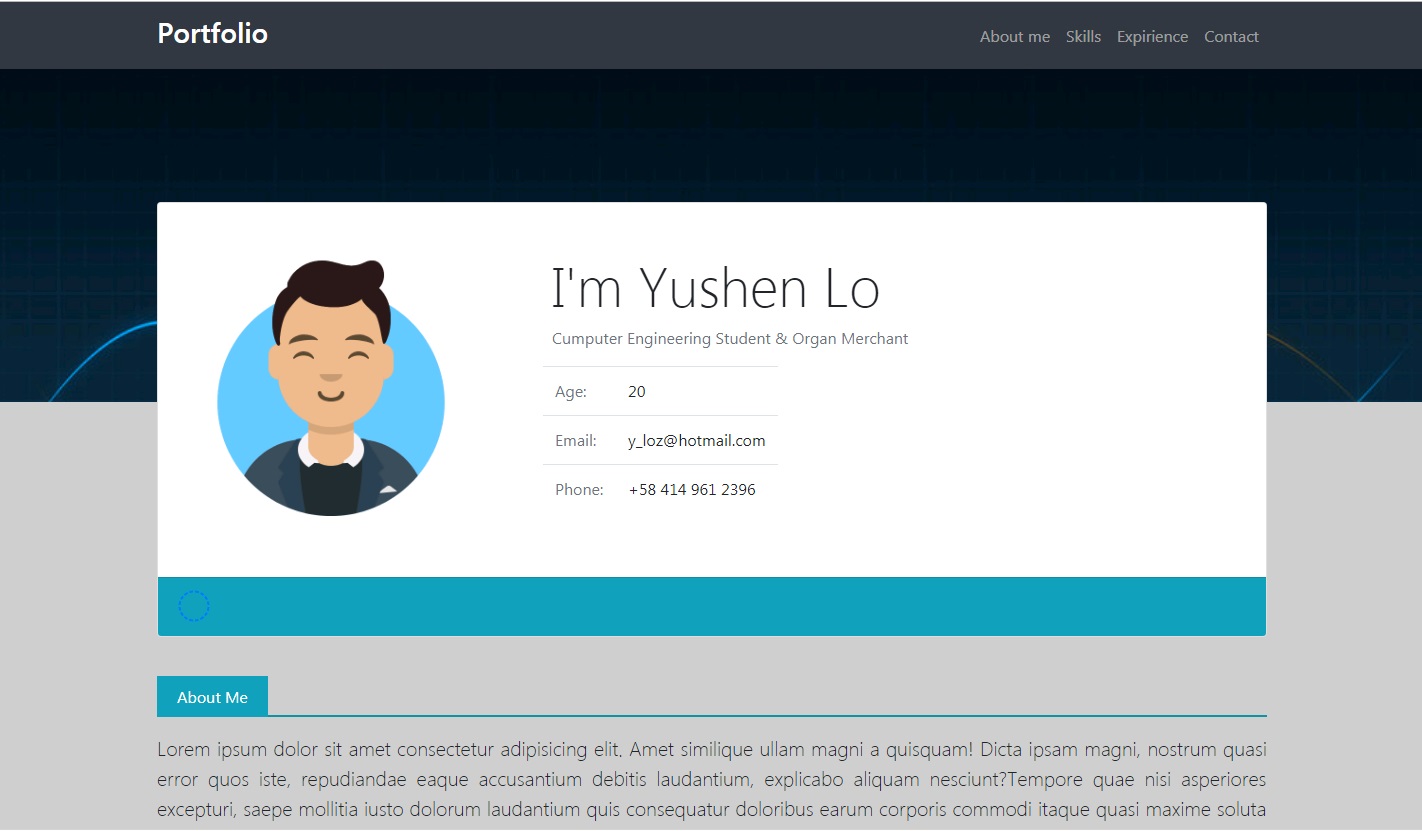 Portfolio
About me Skills Expirience Contact
I'm Yushen Lo
Cumputer Engineering Student & Organ Merchant
Age: 20
Email: y_loz@hotmail.com
Phone: +58 414 961 2396
About Me
Lorem ipsum dolor sit amet consectetur adipisicing elit. Amet similique ullam magni a quisquam! Dicta ipsam magni, nostrum quasi
error quos iste, repudiandae eaque accusantium debitis laudantium, explicabo aliquam nesciunt?Tempore quae nisi asperiores
excepturi, saepe mollitia iusto dolorum laudantium quis consequatur doloribus earum corporis commodi itaque quasi maxime soluta